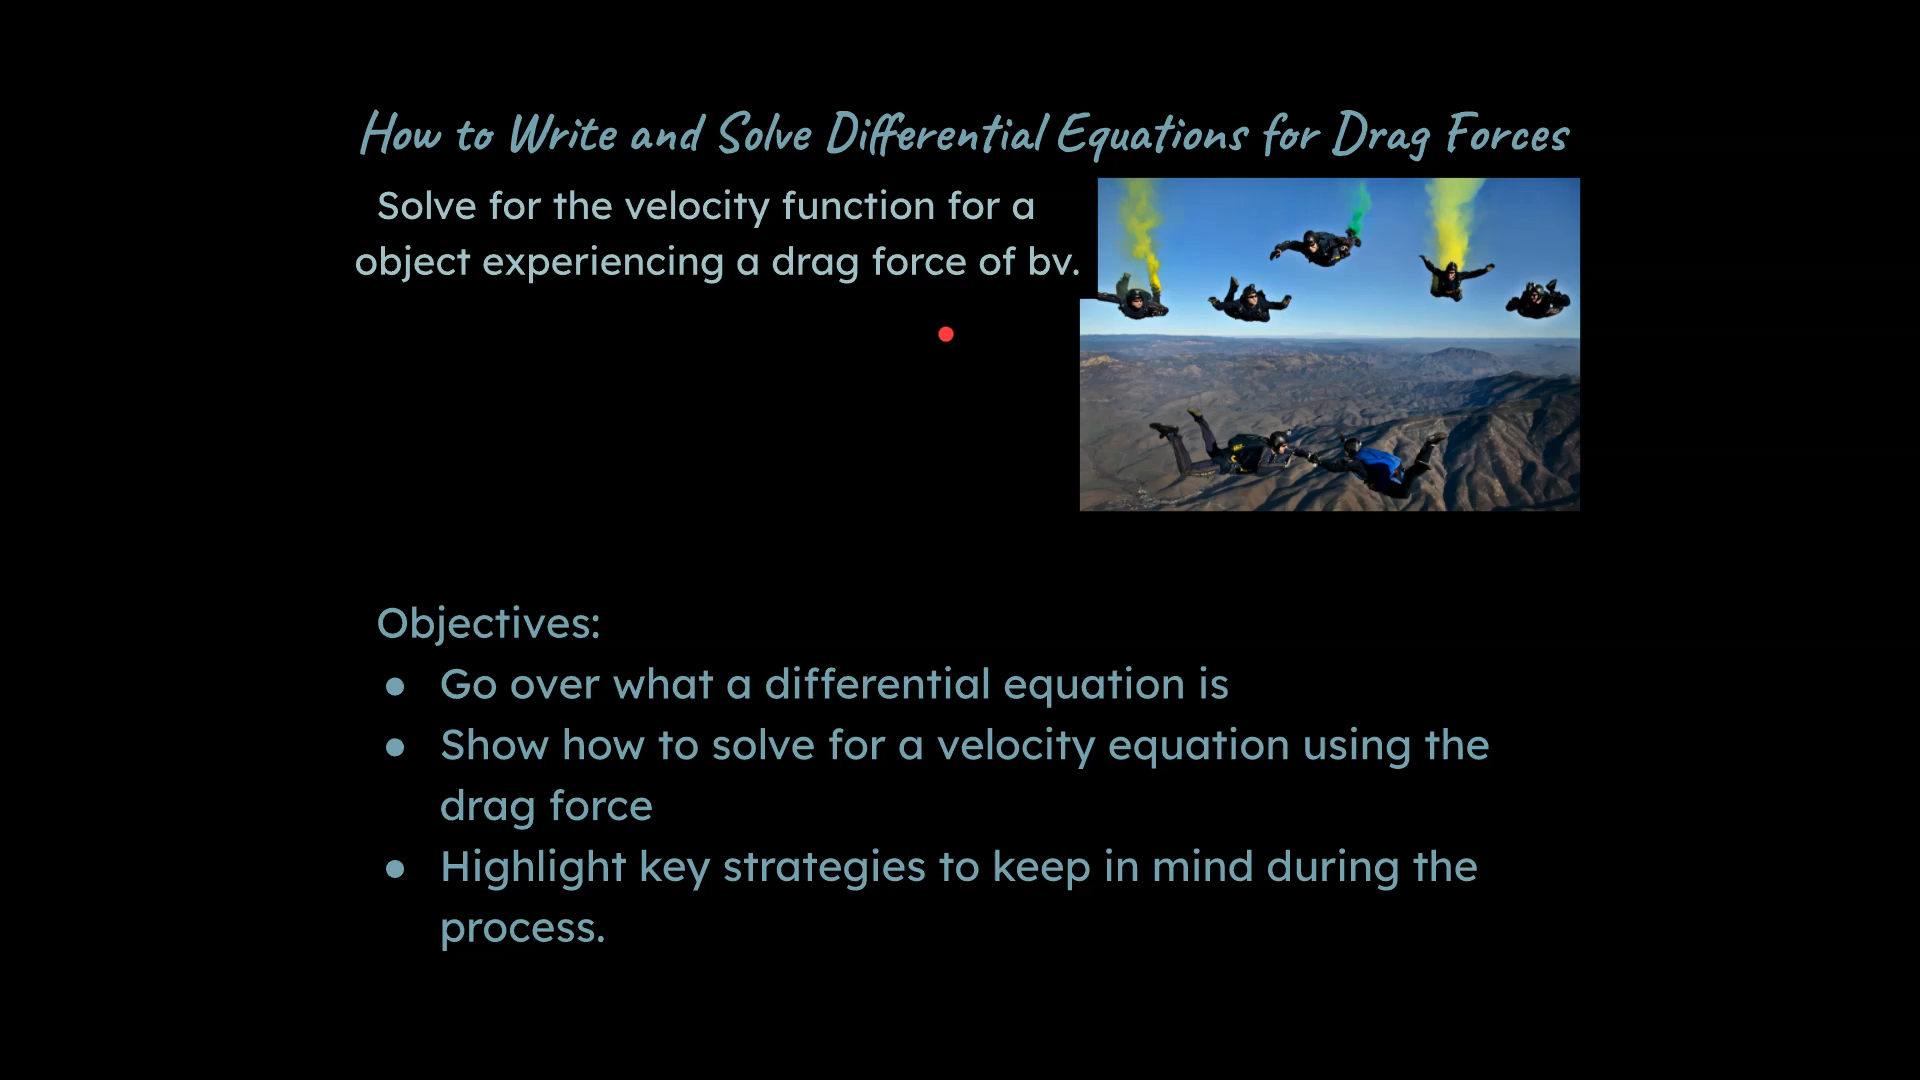 How to Write and Solve Differential Equations for Drag Forces
Solve for the velocity function for a
object experiencing a drag force of bv.
Objectives:
● Go over what a differential equation is
● Show how to solve for a velocity equation using the
drag force
● Highlight key strategies to keep in mind during the
process.